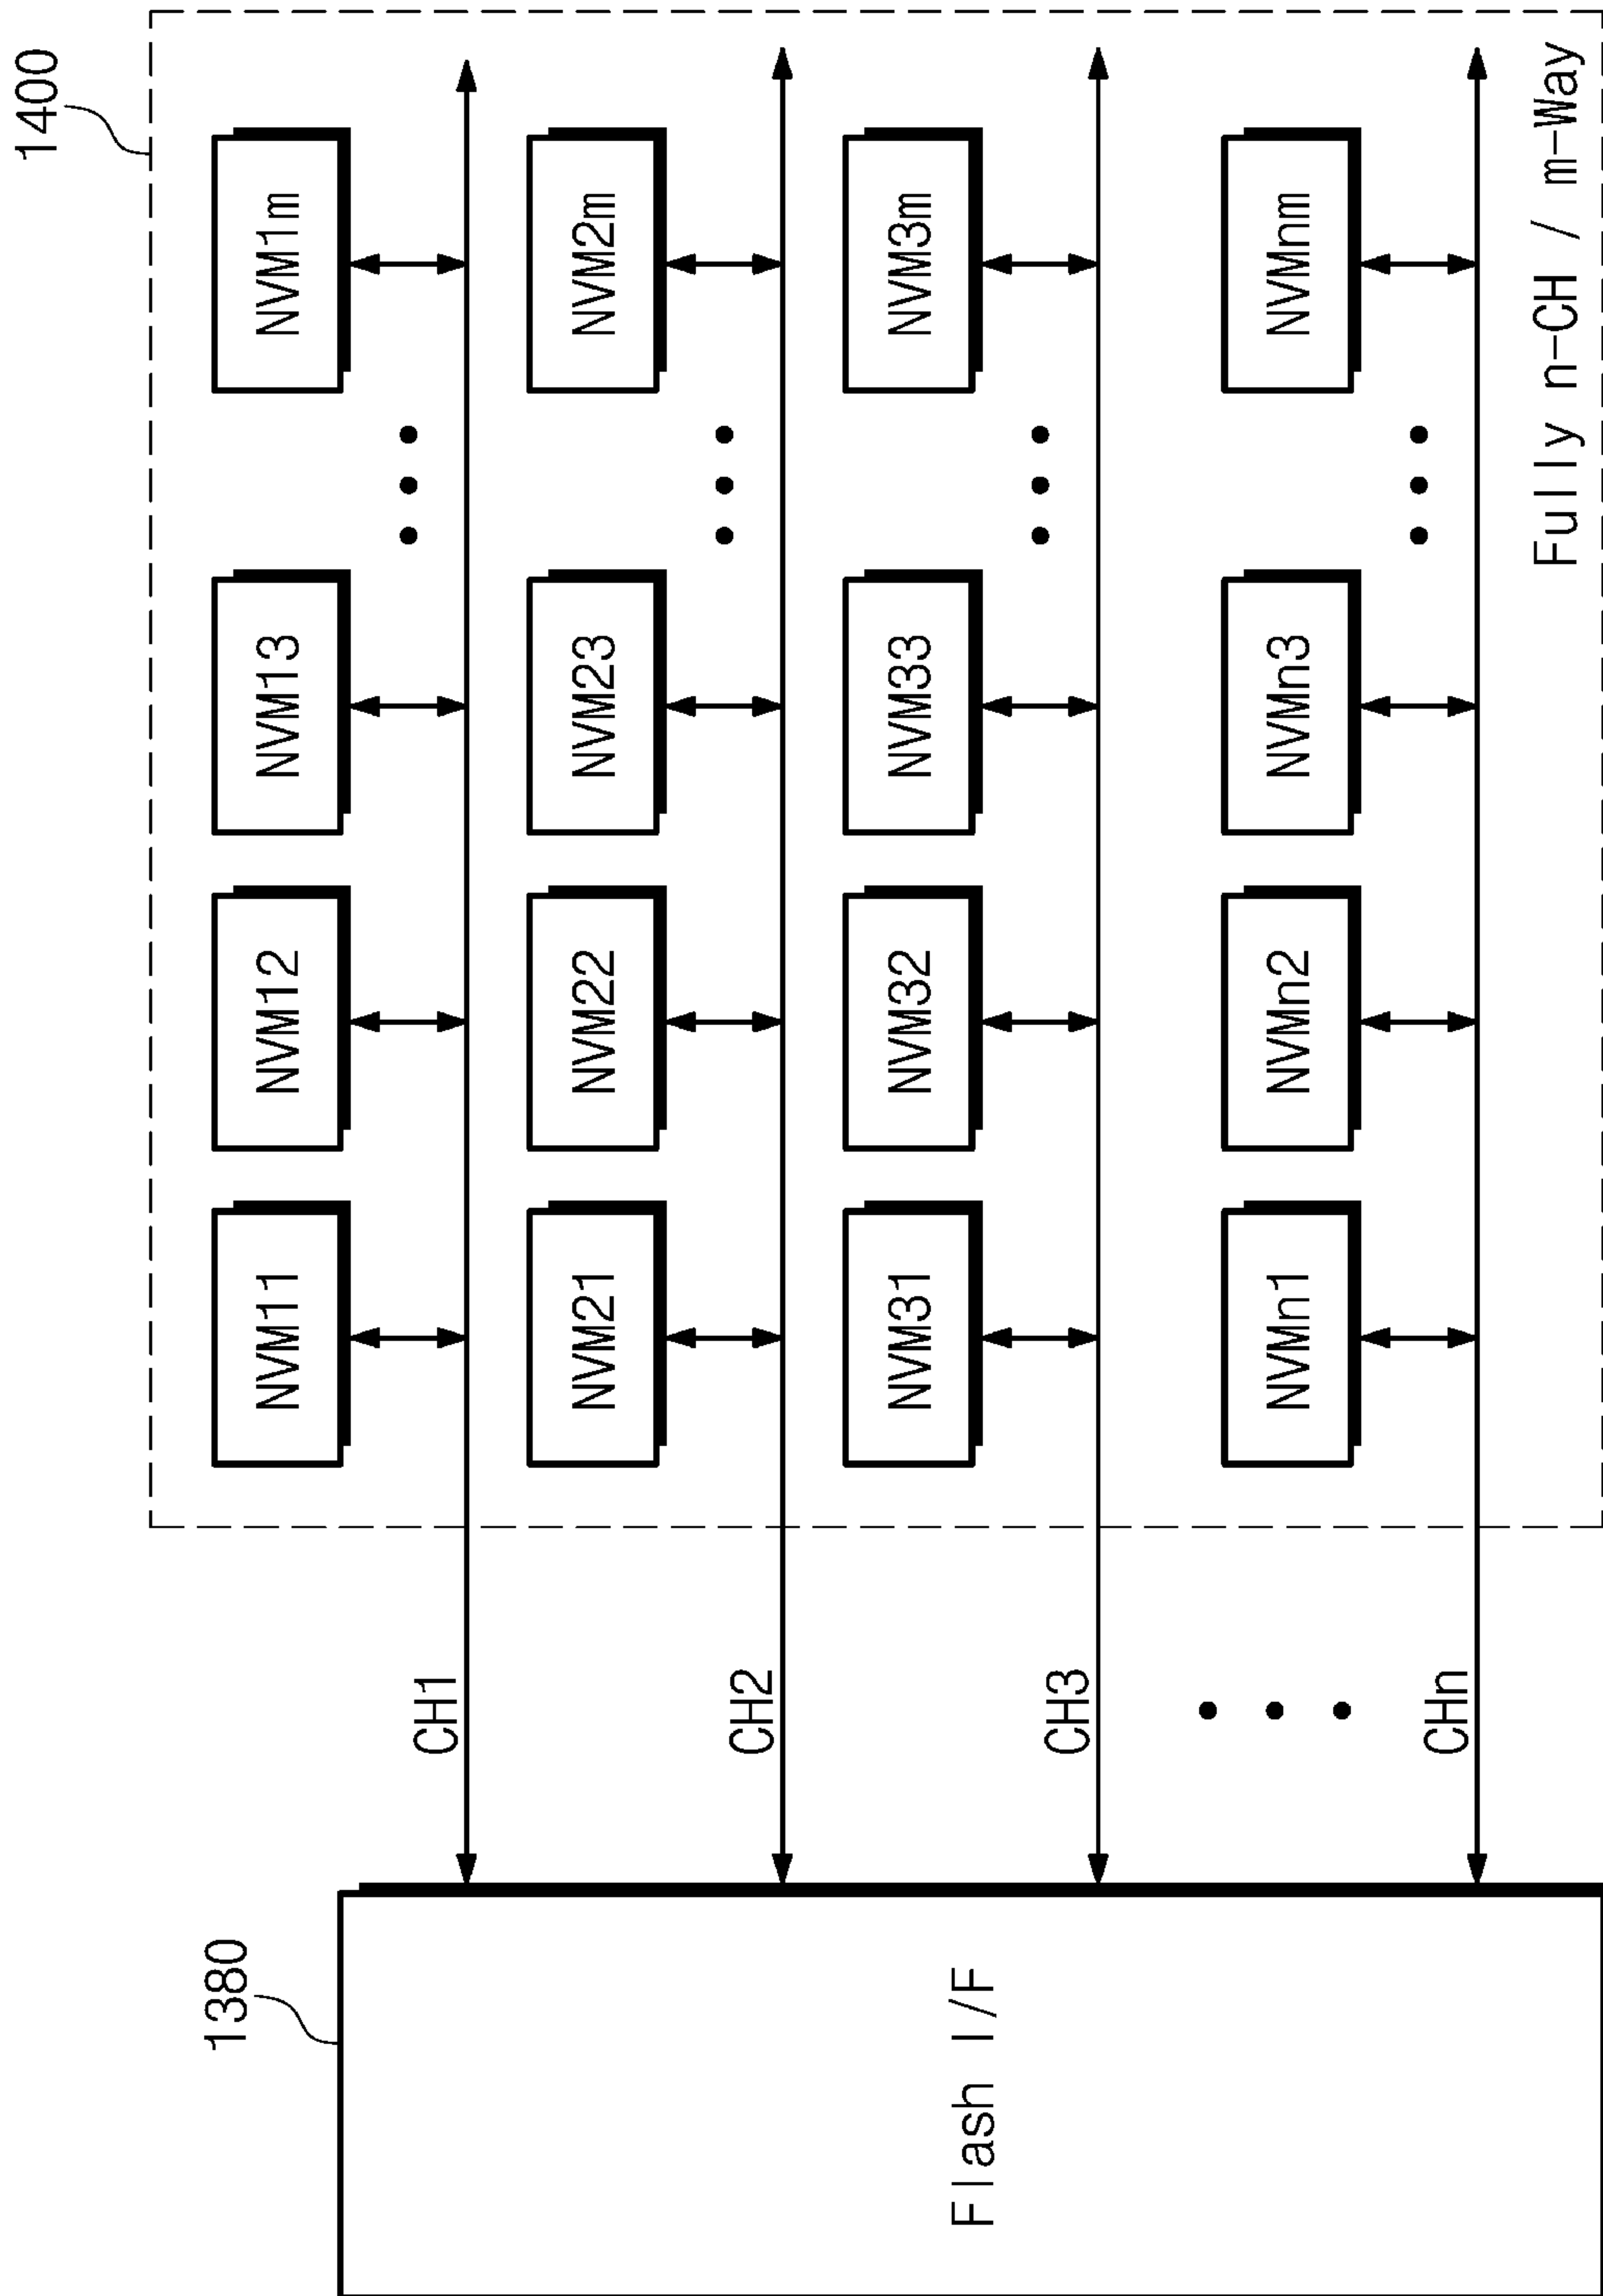 1400
1380
Flash I/F
CH1
NVM11
NVM12
NVM13
NVM1m
CH2
NVM21
NVM22
NVM23
NVM2m
CH3
NVM31
NVM32
NVM33
NVM3m
CHn
NVMn1
NVMn2
NVMn3
NVMnm
Fully n-CH / m-Way